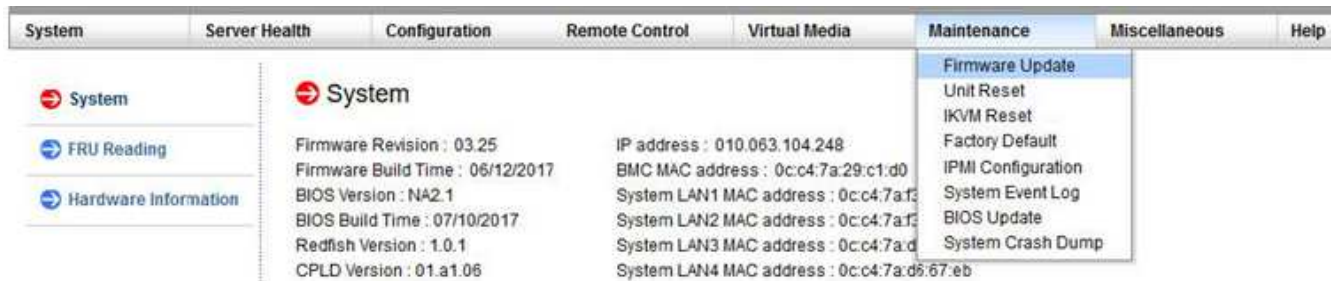 System Server Health Configuration Remote Control Virtual Media Maintenance Miscellaneous Help
Firmware Update
Unit Reset
IKVM Reset
Factory Default
IPMI Configuration
System Event Log
BIOS Update
System Crash Dump
System
FRU Reading
Hardware Information
System
Firmware Revision : 03.25
Firmware Build Time : 06/12/2017
BIOS Version : NA2.1
BIOS Build Time : 07/10/2017
Redfish Version : 1.0.1
CPLD Version : 01.a1.06
IP address : 010.063.104.248
BMC MAC address : 0c:c4:7a:29:c1:d0
System LAN1 MAC address : 0c:c4:7a:f3
System LAN2 MAC address : 0c:c4:7a:f3
System LAN3 MAC address : 0c:c4:7a:d
System LAN4 MAC address : 0c:c4:7a:d6:67:eb